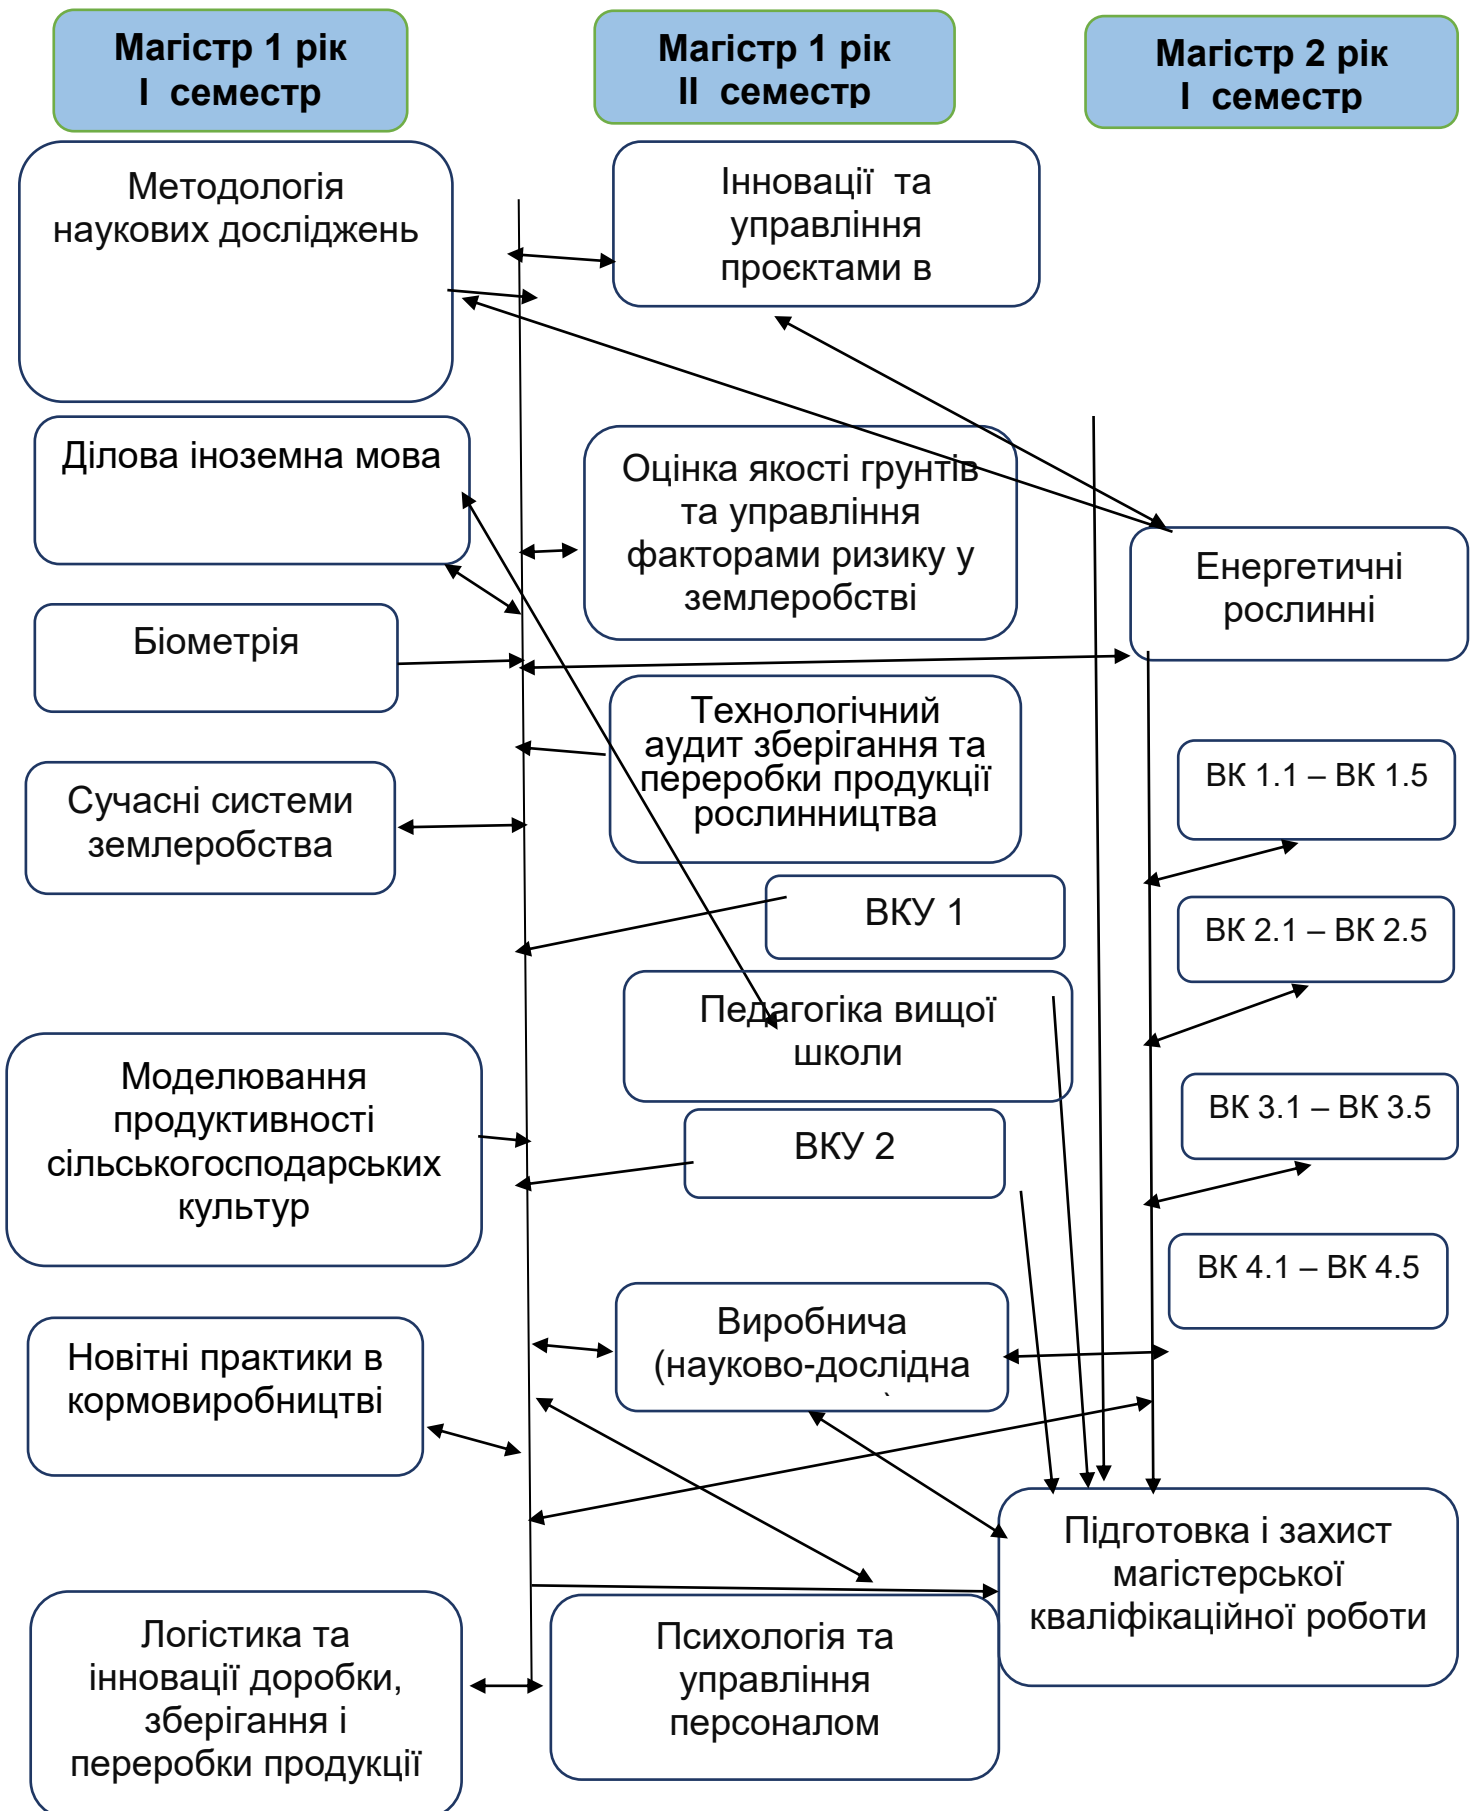 Магістр 1 рік
І семестр
Магістр 1 рік
ІІ семестр
Магістр 2 рік
І семестр
Методологія
наукових досліджень
Ділова іноземна мова
Біометрія
Сучасні системи
землеробства
Моделювання
продуктивності
сільськогосподарських
культур
Новітні практики в
кормовиробництві
Логістика та
інновації доробки,
зберігання і
переробки продукції
Інновації та
управління
проєктами в
Оцінка якості грунтів
та управління
факторами ризику у
землеробстві
Технологічний
аудит зберігання та
переробки продукції
рослинництва
ВКУ 1
Педагогіка вищої
школи
ВКУ 2
Виробнича
(науково-дослідна
Психологія та
управління
персоналом
Енергетичні
рослинні
ВК 1.1 – ВК 1.5
ВК 2.1 – ВК 2.5
ВК 3.1 – ВК 3.5
ВК 4.1 – ВК 4.5
Підготовка і захист
магістерської
кваліфікаційної роботи